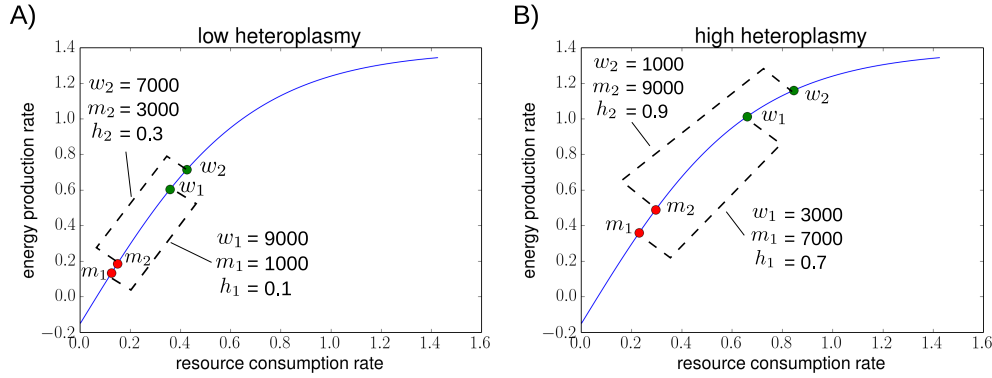 A)
low heteroplasmy
energy production rate
1.4
1.2
1.0
0.8
0.6
0.4
0.2
0.0
−0.2
w₂ = 7000
m₂ = 3000
h₂ = 0.3
w₂
w₁
m₁
m₂
w₁ = 9000
m₁ = 1000
h₁ = 0.1
0.0 0.2 0.4 0.6 0.8 1.0 1.2 1.4 1.6
resource consumption rate
B)
high heteroplasmy
energy production rate
1.4
1.2
1.0
0.8
0.6
0.4
0.2
0.0
−0.2
w₂ = 1000
m₂ = 9000
h₂ = 0.9
w₂
w₁
m₂
m₁
w₁ = 3000
m₁ = 7000
h₁ = 0.7
0.0 0.2 0.4 0.6 0.8 1.0 1.2 1.4 1.6
resource consumption rate